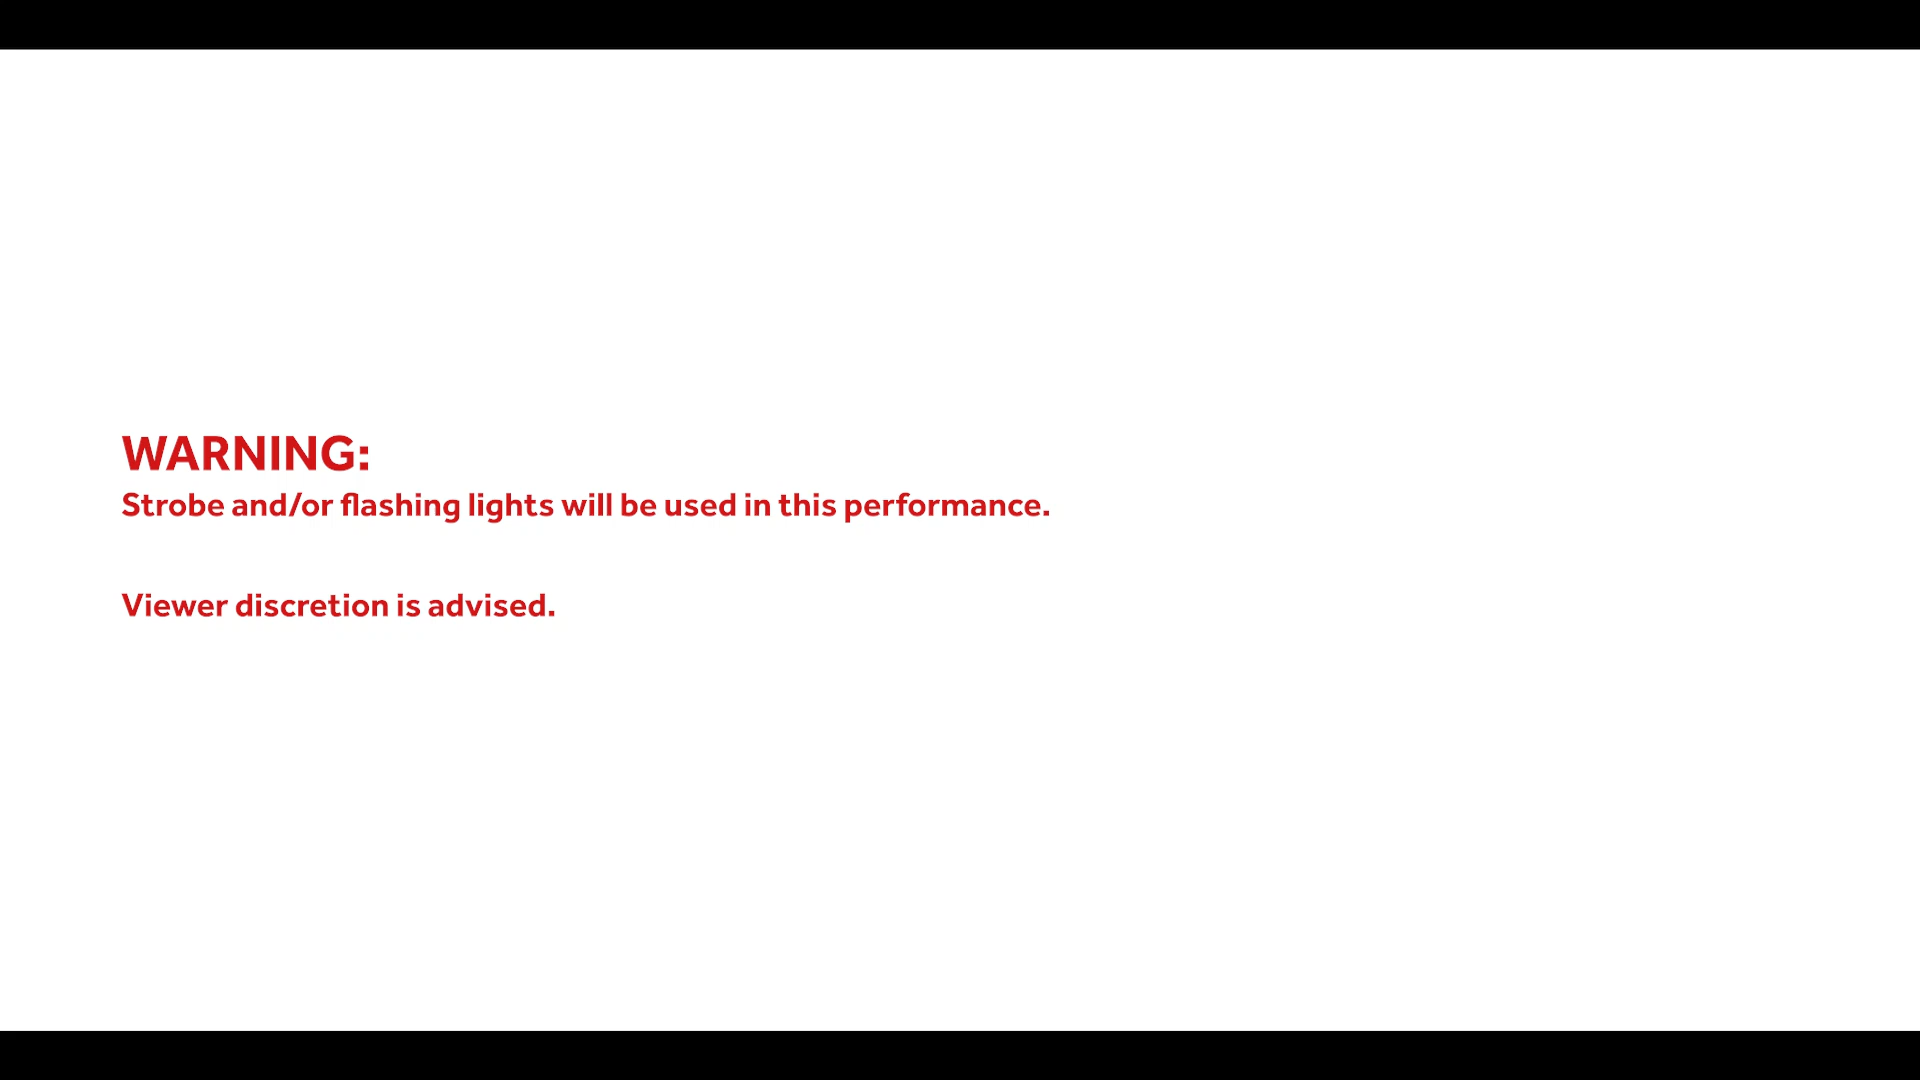 WARNING:
Strobe and/or flashing lights will be used in this performance.
Viewer discretion is advised.